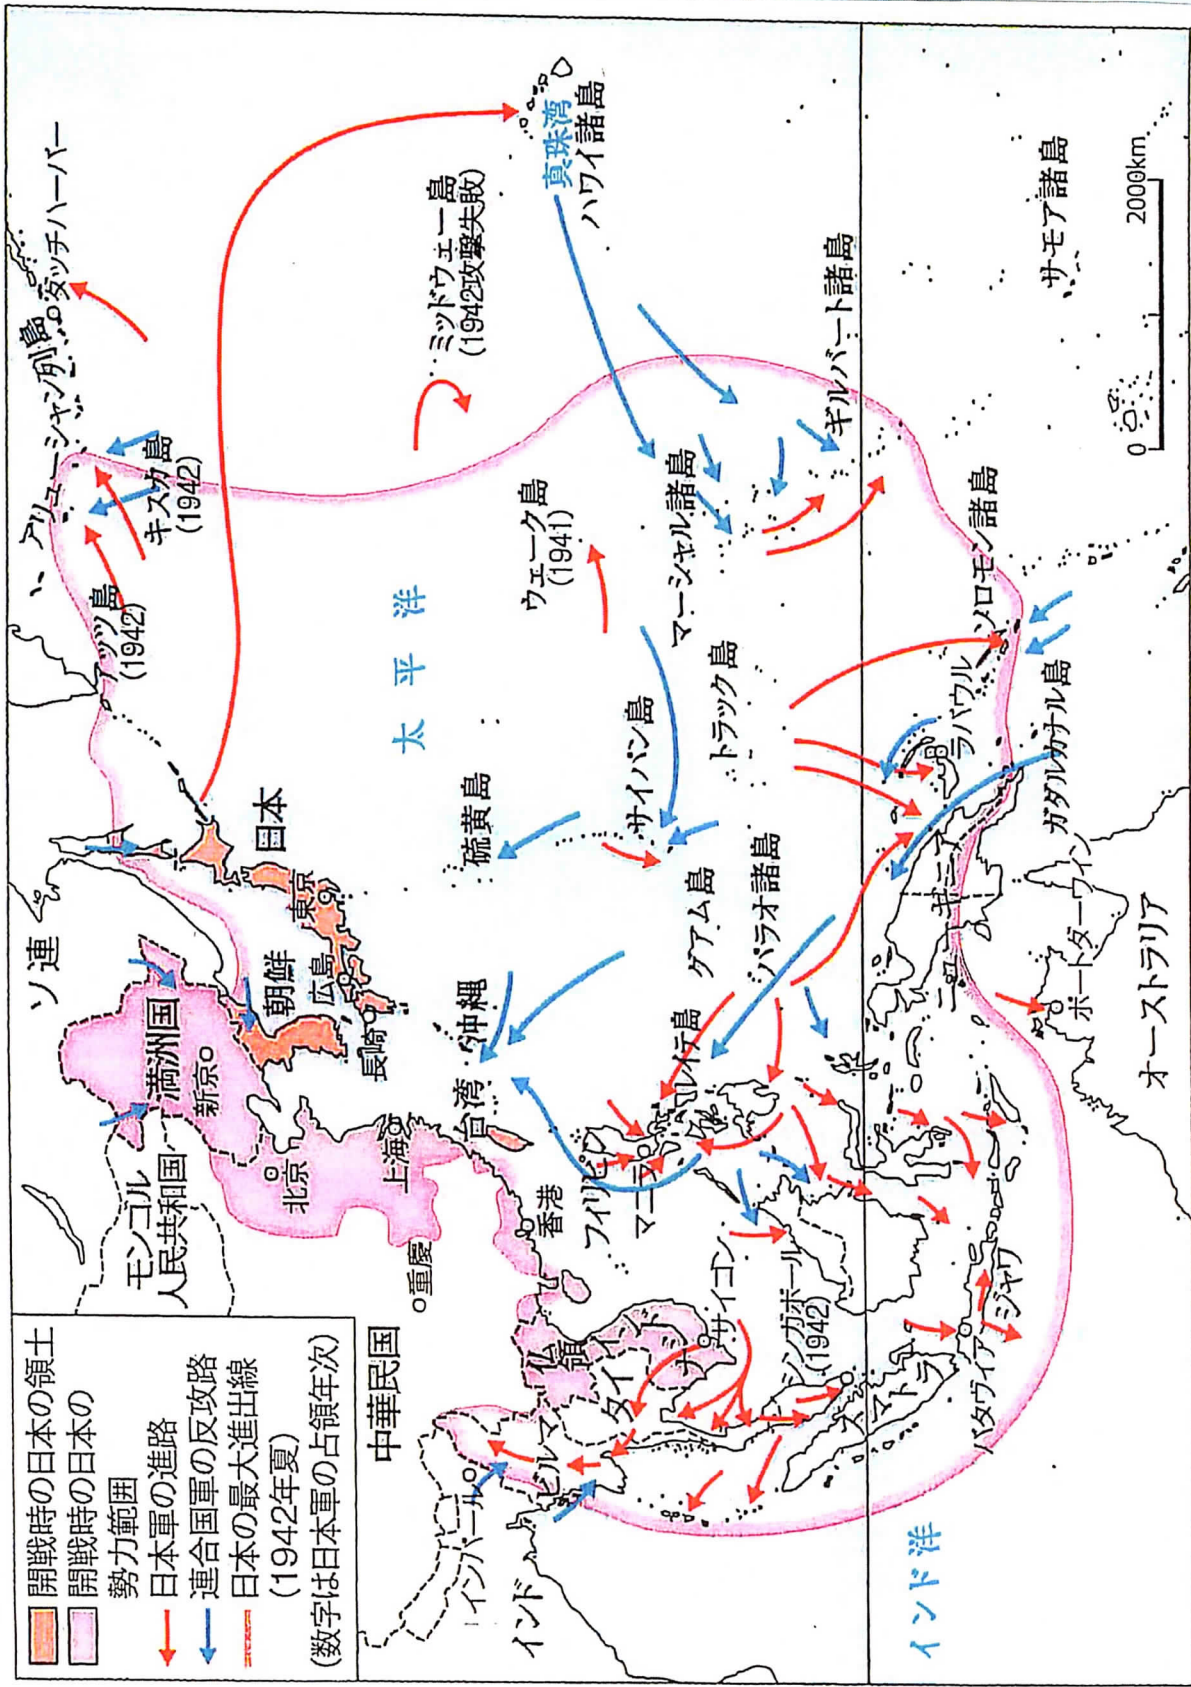 開戦時の日本の領土
開戦時の日本の
勢力範囲
日本軍の進路
連合国軍の反攻路
日本の最大進出線
(1942年夏)
(数字は日本軍の占領年次)
ソ連
モンゴル
人民共和国
満洲国
新京
北京
朝鮮
日本
東京
広島
長崎
上海
重慶
中華民国
台湾
沖縄
香港
硫黄島
太平洋
アリューシャン列島
ダッチハーバー
アッツ島
(1942)
キスカ島
(1942)
ミッドウェー島
(1942攻撃失敗)
真珠湾
ハワイ諸島
ウェーク島
(1941)
サイパン島
グアム島
マーシャル諸島
トラック島
パラオ諸島
ギルバート諸島
フィリピン
マニラ
レイテ島
インド
インパール
ビルマ
タイ
仏領インドシナ
サイゴン
シンガポール
(1942)
スマトラ
バタヴィア
ジャワ
ニューギニア
ラバウル
ソロモン諸島
ガダルカナル島
サモア諸島
ポートダーウィン
オーストラリア
インド洋
0
2000km